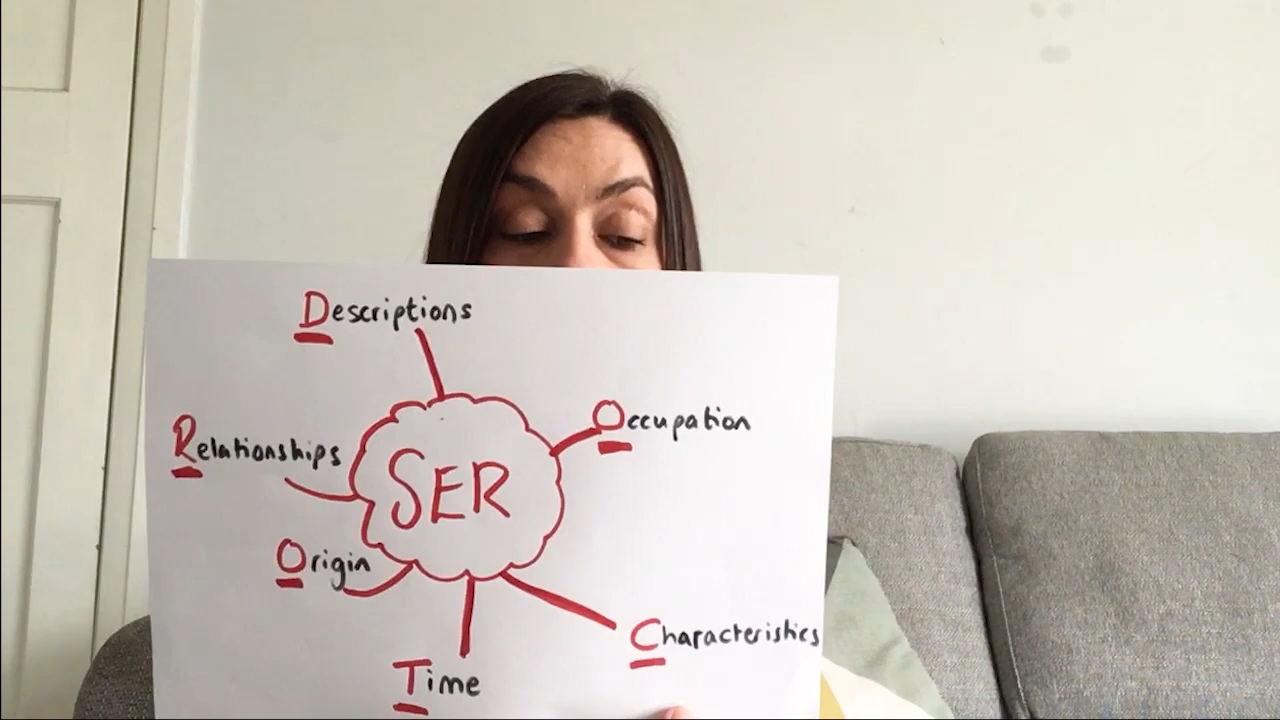 Descriptions
Occupation
Relationships
SER
Origin
Characteristics
Time